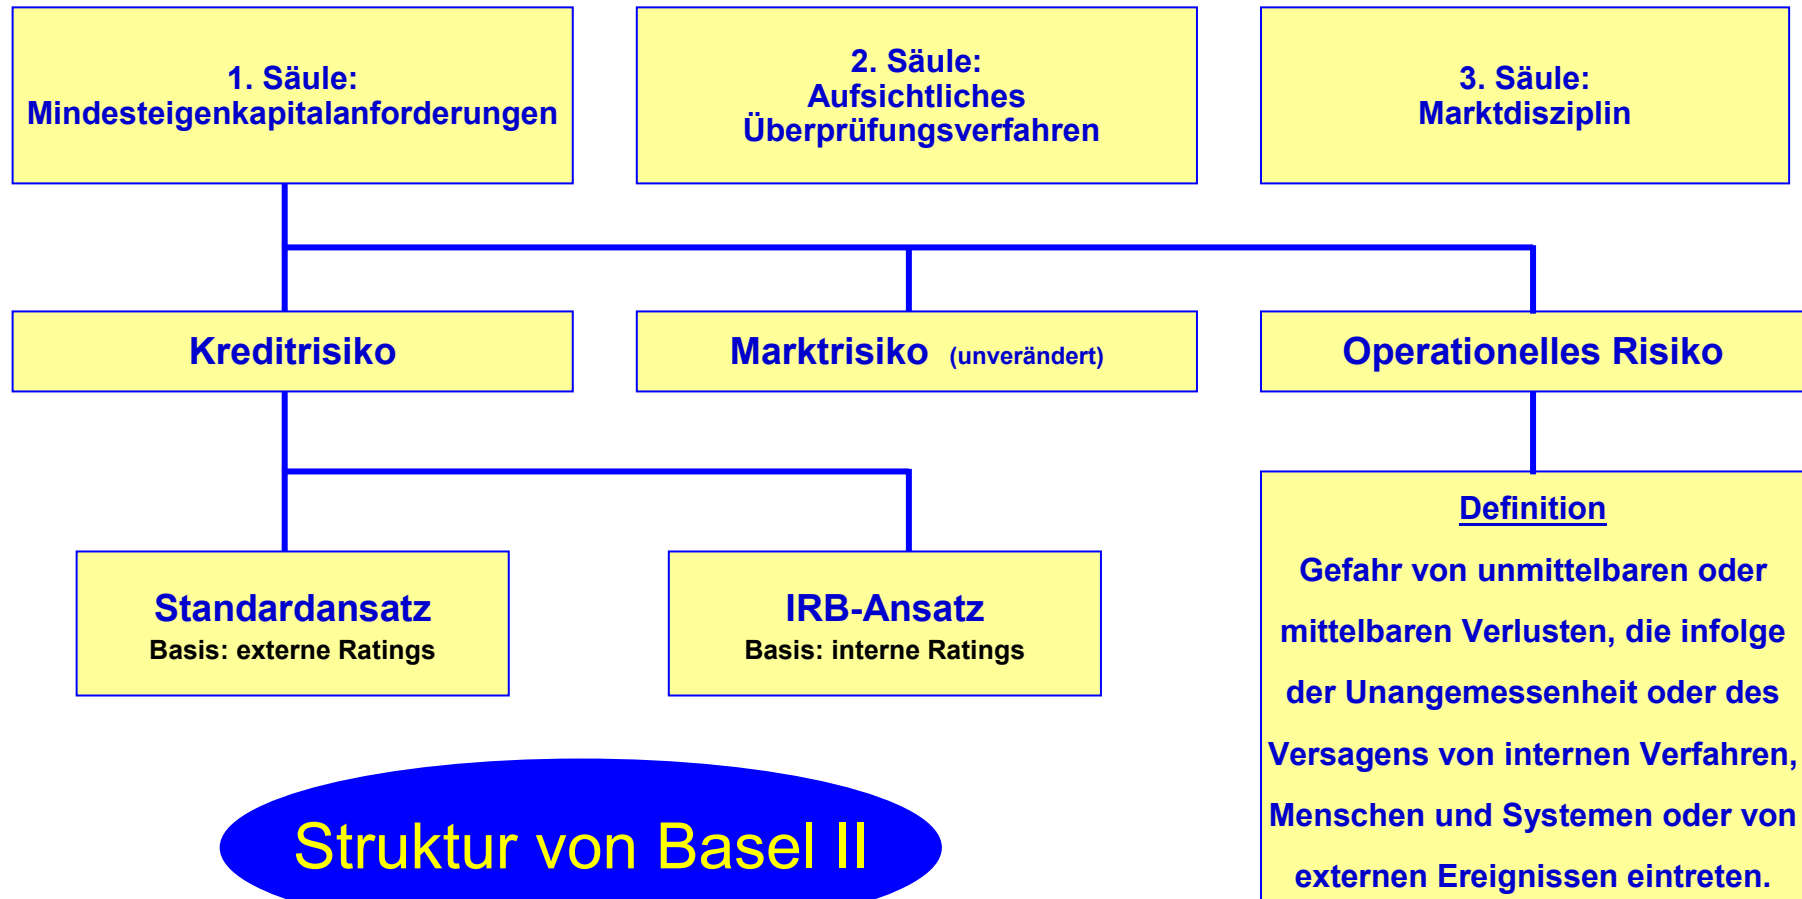 1. Säule:
Mindesteigenkapitalanforderungen
2. Säule:
Aufsichtliches
Überprüfungsverfahren
3. Säule:
Marktdisziplin
Kreditrisiko
Marktrisiko (unverändert)
Operationelles Risiko
Standardansatz
Basis: externe Ratings
IRB-Ansatz
Basis: interne Ratings
Definition
Gefahr von unmittelbaren oder
mittelbaren Verlusten, die infolge
der Unangemessenheit oder des
Versagens von internen Verfahren,
Menschen und Systemen oder von
externen Ereignissen eintreten.
Struktur von Basel II